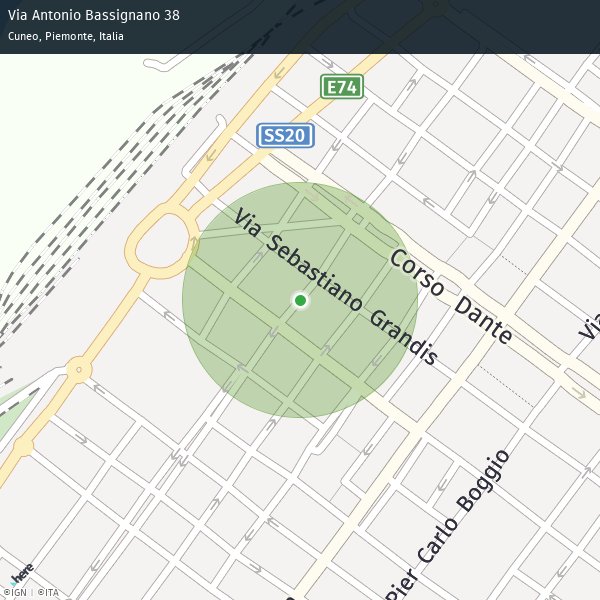 Via Antonio Bassignano 38
Cuneo, Piemonte, Italia
E74
SS20
Via Sebastiano Grandis
Corso Dante
Via
Pier Carlo Boggio
here
©IGN | ©ITA